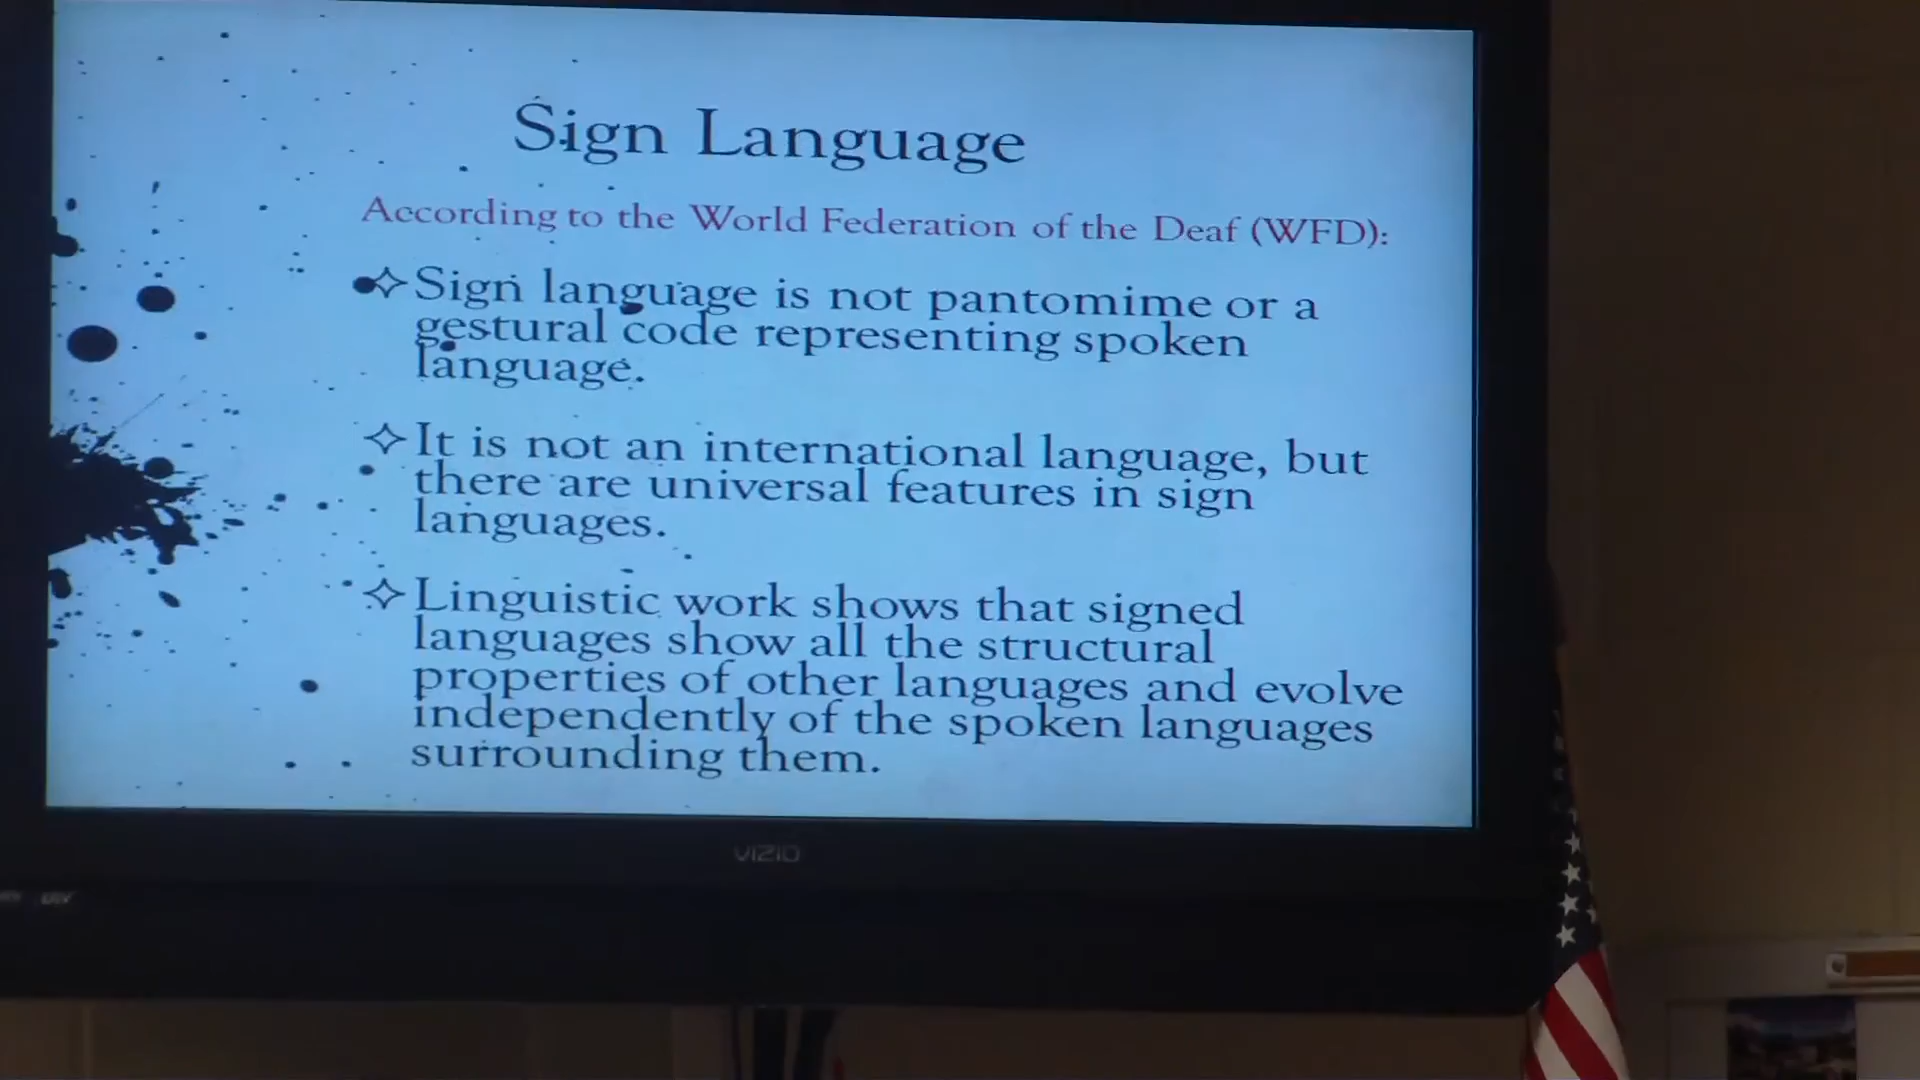 Sign Language
According to the World Federation of the Deaf (WFD):
Sign language is not pantomime or a
gestural code representing spoken
language.
It is not an international language, but
there are universal features in sign
languages.
Linguistic work shows that signed
languages show all the structural
properties of other languages and evolve
independently of the spoken languages
surrounding them.
VIZIO